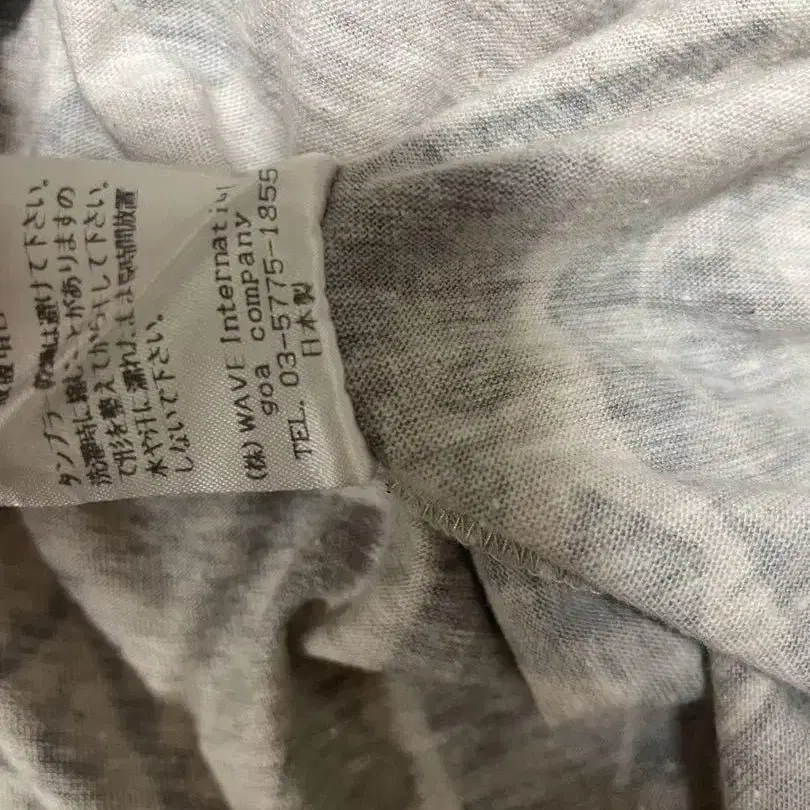 タンブラー乾燥は避けて下さい。
洗濯時に縮むことがありますの
で形を整えてから干して下さい。
水や汗に濡れたまま長時間放置
しないで下さい。
(株) WAVE Internati
goa company
TEL. 03-5775-1855
日本製